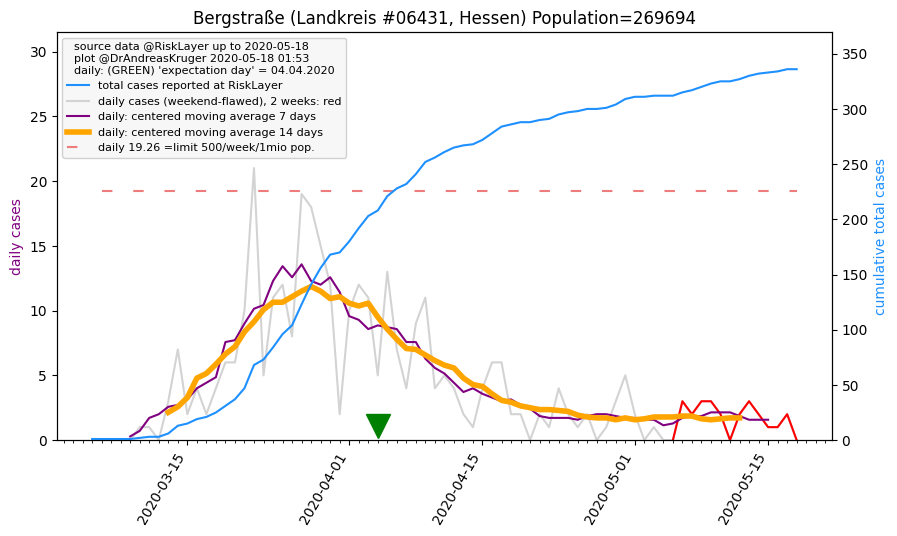 Bergstraße (Landkreis #06431, Hessen) Population=269694
source data @RiskLayer up to 2020-05-18
plot @DrAndreasKruger 2020-05-18 01:53
daily: (GREEN) 'expectation day' = 04.04.2020
total cases reported at RiskLayer
daily cases (weekend-flawed), 2 weeks: red
daily: centered moving average 7 days
daily: centered moving average 14 days
daily 19.26 =limit 500/week/1mio pop.
daily cases
30
25
20
15
10
5
0
350
300
250
200
150
100
50
0
cumulative total cases
2020-03-15
2020-04-01
2020-04-15
2020-05-01
2020-05-15